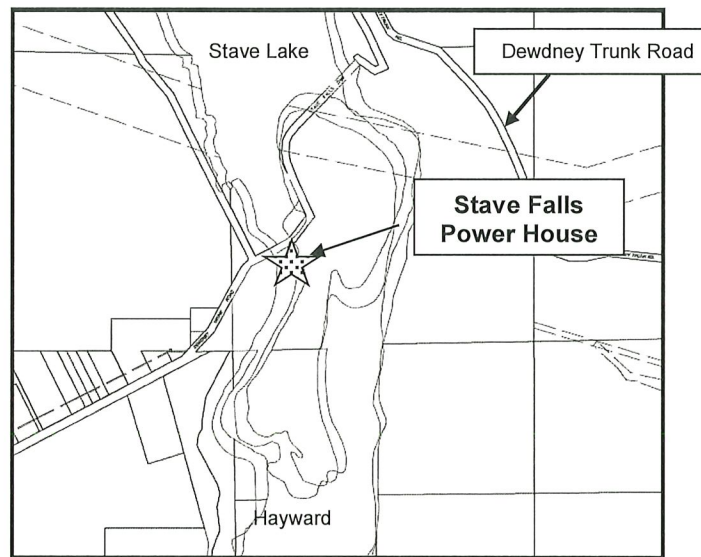 Stave Lake
Dewdney Trunk Road
Stave Falls
Power House
Hayward